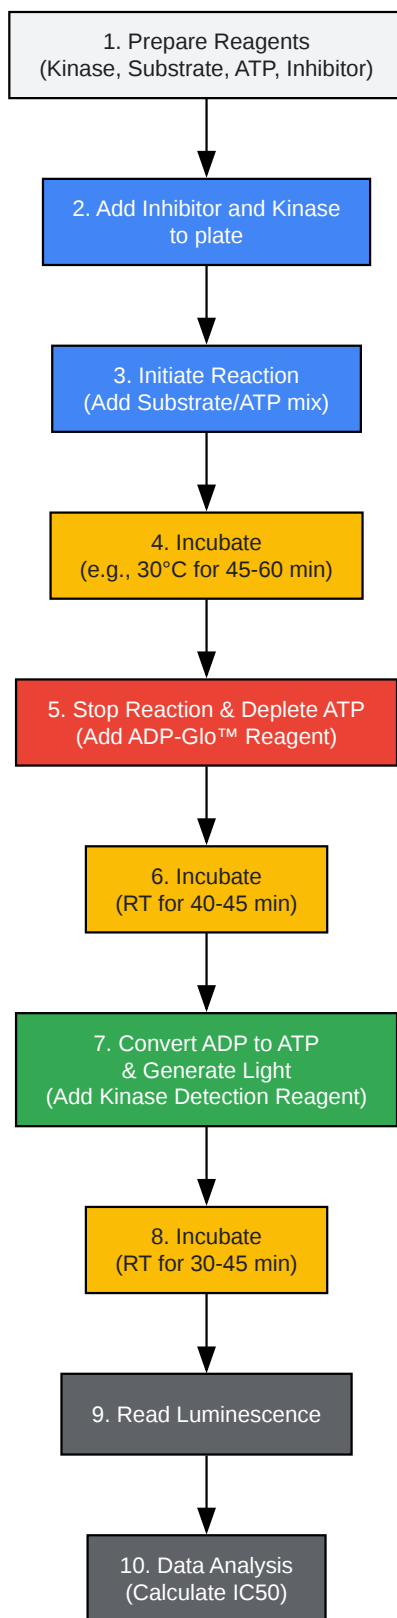 1. Prepare Reagents
(Kinase, Substrate, ATP, Inhibitor)
2. Add Inhibitor and Kinase
to plate
3. Initiate Reaction
(Add Substrate/ATP mix)
4. Incubate
(e.g., 30°C for 45-60 min)
5. Stop Reaction & Deplete ATP
(Add ADP-Glo™ Reagent)
6. Incubate
(RT for 40-45 min)
7. Convert ADP to ATP
& Generate Light
(Add Kinase Detection Reagent)
8. Incubate
(RT for 30-45 min)
9. Read Luminescence
10. Data Analysis
(Calculate IC50)